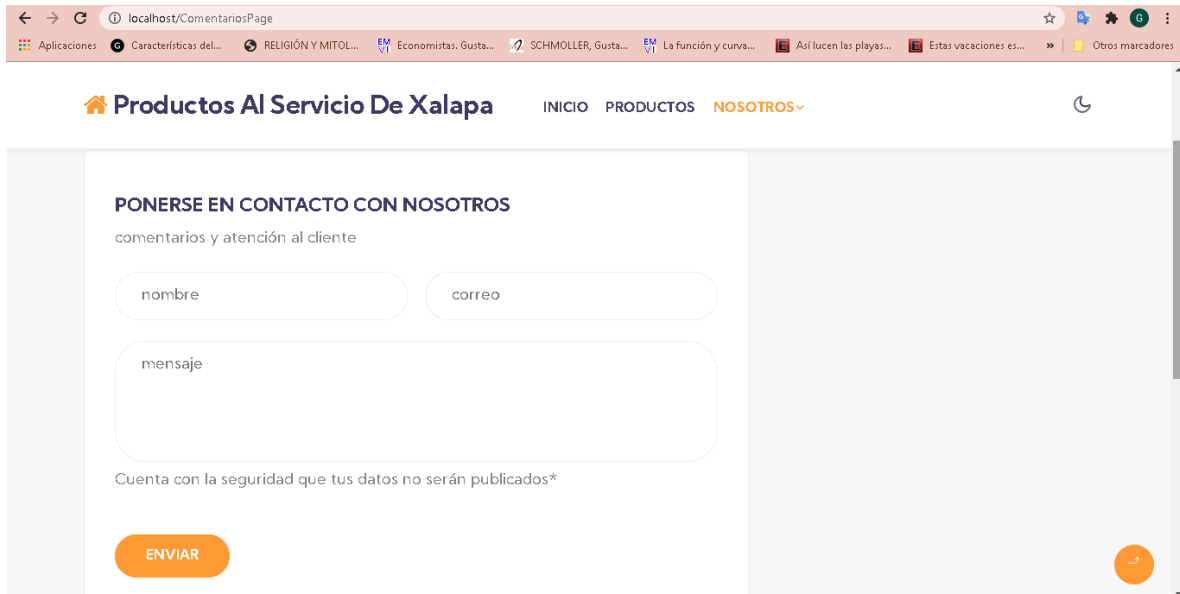 localhost/ComentariosPage
G
Aplicaciones Características del... RELIGIÓN Y MITOL... Economistas. Gusta... SCHMOLLER, Gusta... La función y curva... Así lucen las playas... Estas vacaciones es... » Otros marcadores
Productos Al Servicio De Xalapa INICIO PRODUCTOS NOSOTROS
PONERSE EN CONTACTO CON NOSOTROS
comentarios y atención al cliente
nombre correo
mensaje
Cuenta con la seguridad que tus datos no serán publicados*
ENVIAR